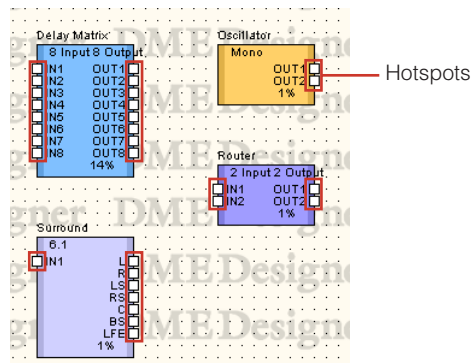 Delay Matrix
8 Input 8 Output
IN1 OUT1
IN2 OUT2
IN3 OUT3
IN4 OUT4
IN5 OUT5
IN6 OUT6
IN7 OUT7
IN8 OUT8
14%
Oscillator
Mono
OUT1
OUT2
1%
Hotspots
Router
2 Input 2 Output
IN1 OUT1
IN2 OUT2
1%
Surround
6.1
IN1 L
R
LS
RS
C
BS
LFE
1%
DME Designer